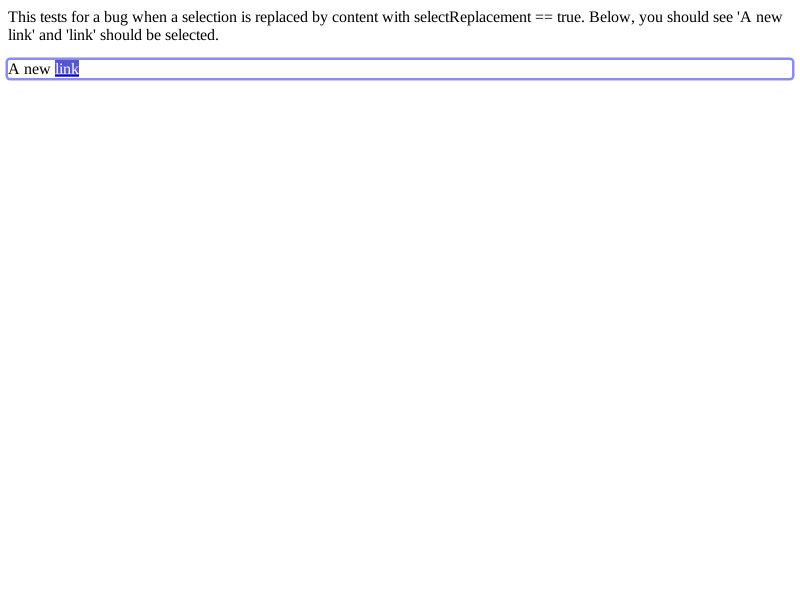 This tests for a bug when a selection is replaced by content with selectReplacement == true. Below, you should see 'A new
link' and 'link' should be selected.
A new link